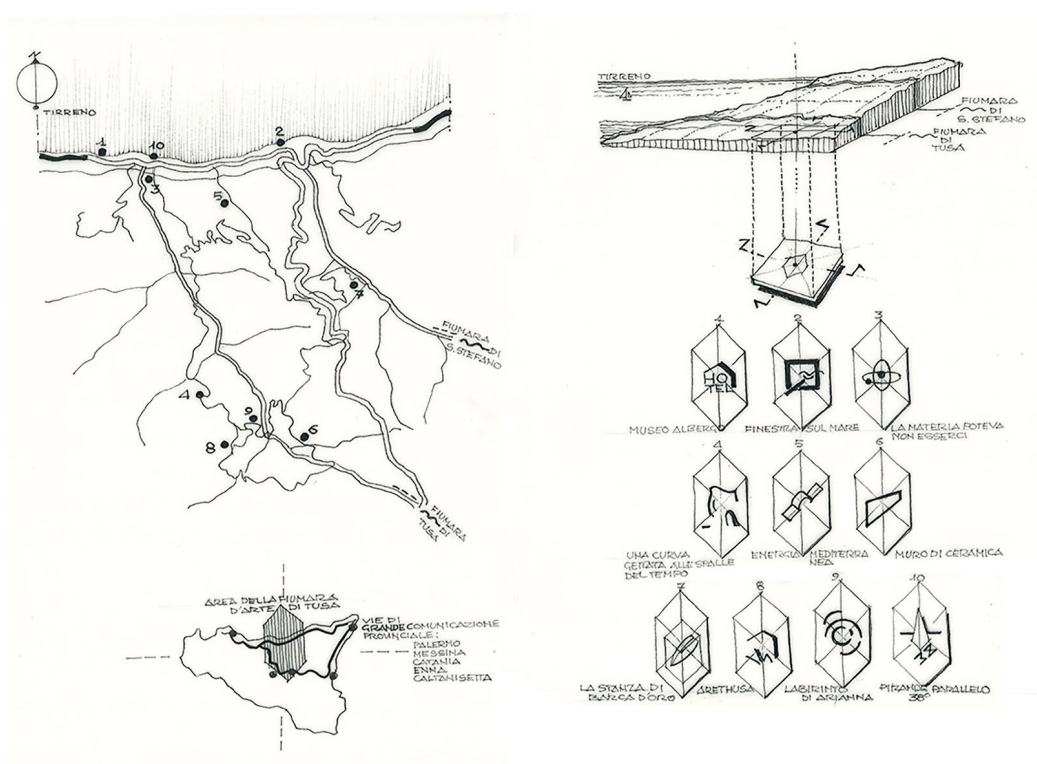 N
TIRRENO
1
10
2
3
5
7
FIUMARA
DI
S. STEFANO
4
9
8
6
FIUMARA
DI
TUSA
AREA DELLA FIUMARA
D'ARTE DI TUSA
VIE DI
GRANDE COMUNICAZIONE
PROVINCIALE:
PALERMO
MESSINA
CATANIA
ENNA
CALTANISETTA
TIRRENO
FIUMARA
DI
S. STEFANO
FIUMARA
DI
TUSA
1
2
3
HO
TEL
MUSEO ALBERGO
FINESTRA SUL MARE
LA MATERIA POTEVA
NON ESSERCI
4
5
6
UNA CURVA
GETTATA ALLE SPALLE
DEL TEMPO
ENERGIA MEDITERRA
NEA
MURO DI CERAMICA
7
8
9
10
LA STANZA DI
BARCA D'ORO
ARETHUSA
LABIRINTO
DI ARIANNA
PIRAMIDE PARALLELO
38°